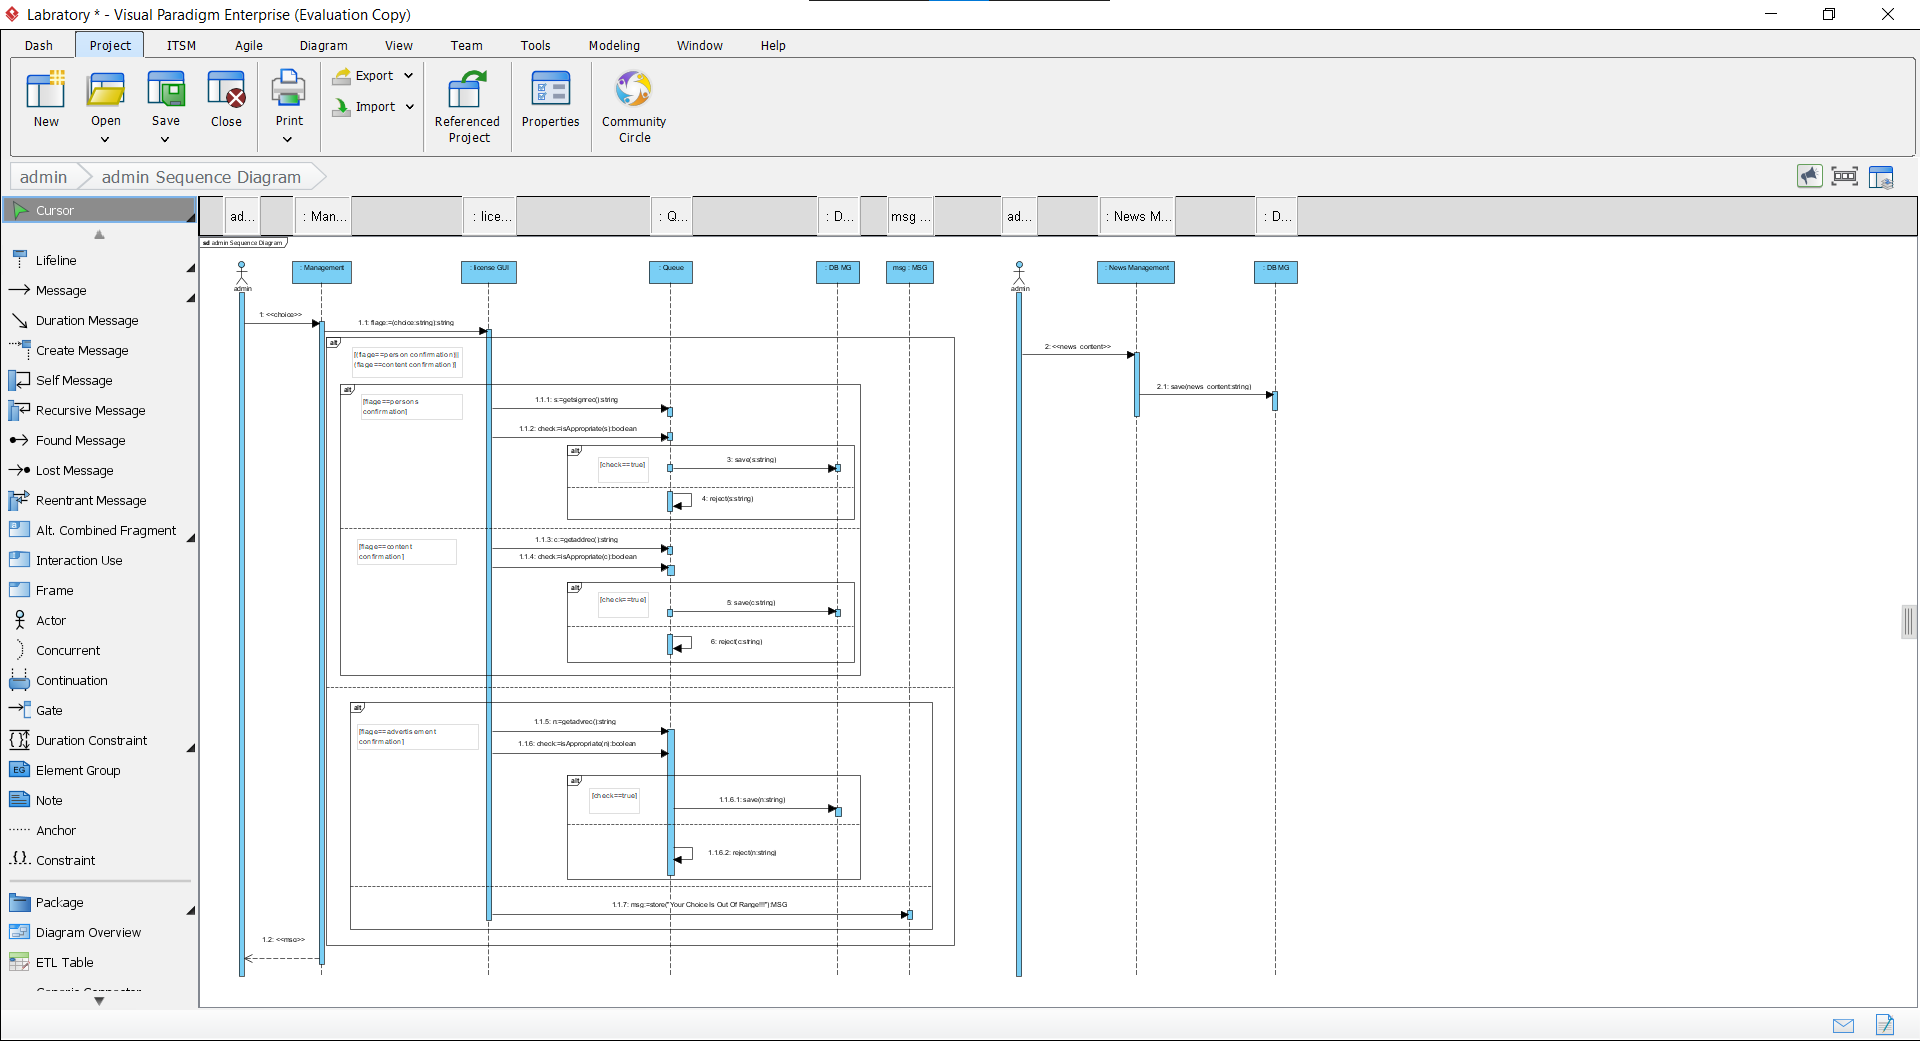 Labratory * - Visual Paradigm Enterprise (Evaluation Copy)
Dash Project ITSM Agile Diagram View Team Tools Modeling Window Help
New
Open
Save
Close
Print
Export
Import
Referenced
Project
Properties
Community
Circle
admin
admin Sequence Diagram
Cursor
Lifeline
Message
Duration Message
Create Message
Self Message
Recursive Message
Found Message
Lost Message
Reentrant Message
Alt. Combined Fragment
Interaction Use
Frame
Actor
Concurrent
Continuation
Gate
Duration Constraint
EG Element Group
Note
Anchor
Constraint
Package
Diagram Overview
ETL Table
Generic Connector
ad... : Man... : lice... : Q... : D... msg ... ad... : News M... : D...
sd admin Sequence Diagram
admin
: Management
: license GUI
: Queue
: DB MG
msg : MSG
admin
: News Management
: DB MG
1: <<choice>>
1.1: flage:=(choice:string):string
alt
[(flage==person confirmation)||
(flage==content confirmation)]
alt
[flage==persons
confirmation]
1.1.1: s:=getsignrec():string
1.1.2: check:=isAppropriate(s):boolean
alt
[check==true]
3: save(s:string)
4: reject(s:string)
[flage==content
confirmation]
1.1.3: c:=getaddrec():string
1.1.4: check:=isAppropriate(c):boolean
alt
[check==true]
5: save(c:string)
6: reject(c:string)
alt
[flage==advertisement
confirmation]
1.1.5: n:=getadvrec():string
1.1.6: check:=isAppropriate(n):boolean
alt
[check==true]
1.1.6.1: save(n:string)
1.1.6.2: reject(n:string)
1.1.7: msg:=store("Your Choice Is Out Of Range!!!"):MSG
1.2: <<msg>>
2: <<news content>>
2.1: save(news content:string)